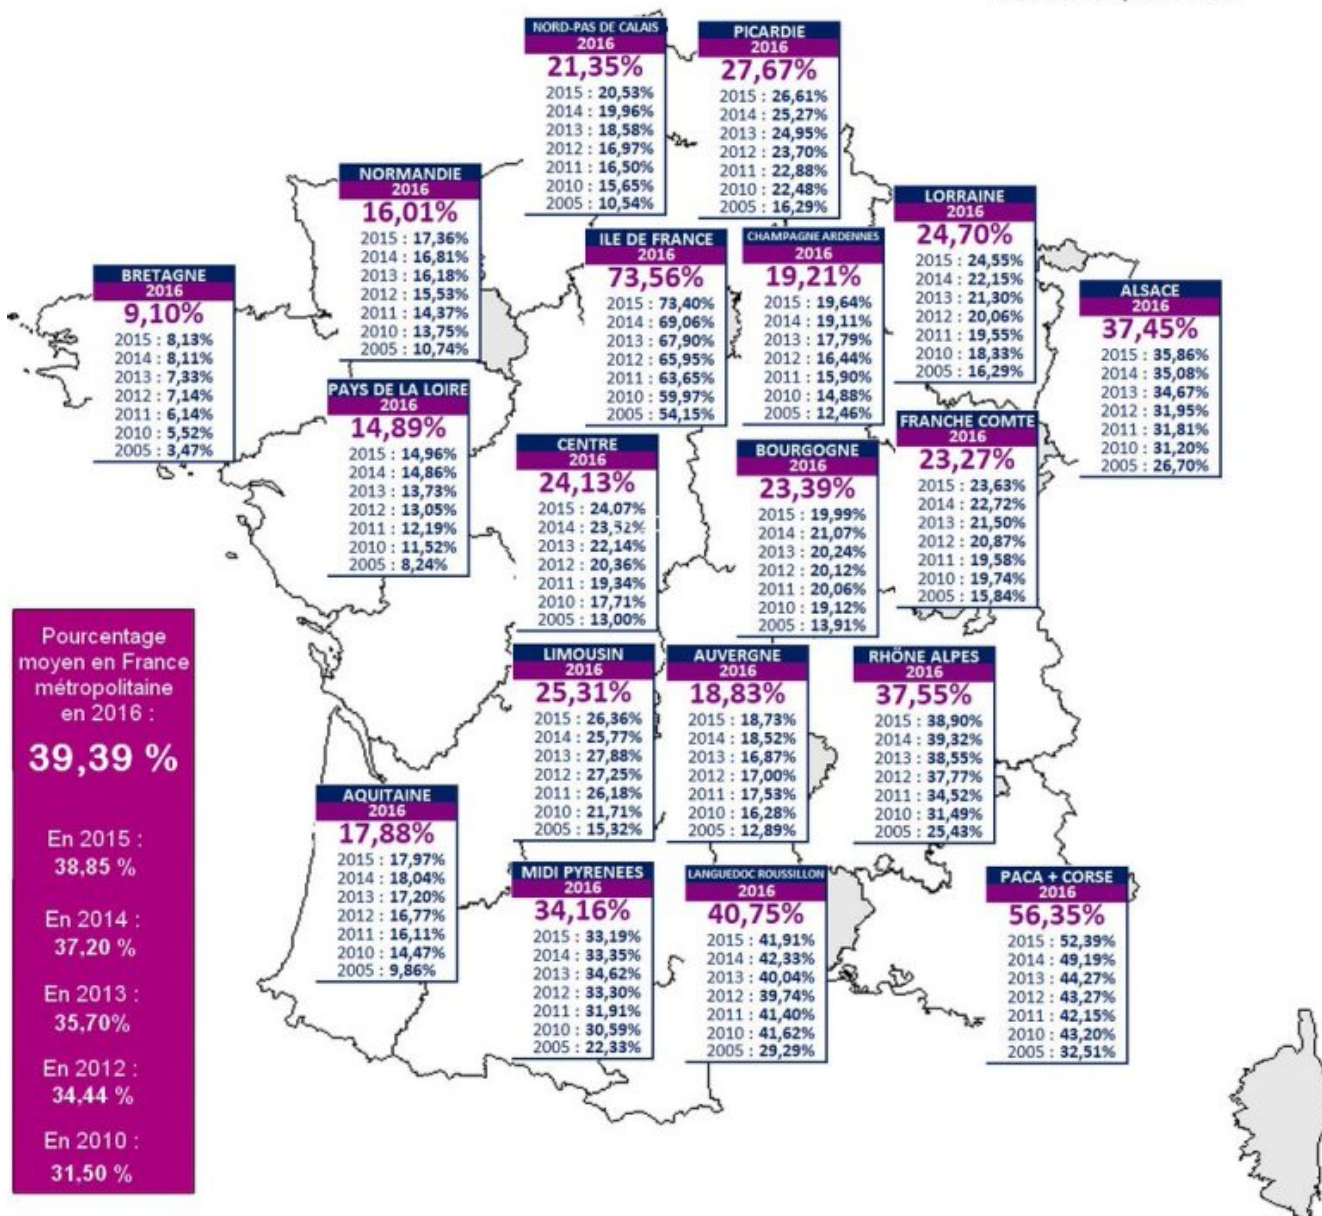 NORD-PAS DE CALAIS
2016
21,35%
2015 : 20,53%
2014 : 19,96%
2013 : 18,58%
2012 : 16,97%
2011 : 16,50%
2010 : 15,65%
2005 : 10,54%
PICARDIE
2016
27,67%
2015 : 26,61%
2014 : 25,27%
2013 : 24,95%
2012 : 23,70%
2011 : 22,88%
2010 : 22,48%
2005 : 16,29%
NORMANDIE
2016
16,01%
2015 : 17,36%
2014 : 16,81%
2013 : 16,18%
2012 : 15,53%
2011 : 14,37%
2010 : 13,75%
2005 : 10,74%
LORRAINE
2016
24,70%
2015 : 24,55%
2014 : 22,15%
2013 : 21,30%
2012 : 20,06%
2011 : 19,55%
2010 : 18,33%
2005 : 16,29%
ILE DE FRANCE
2016
73,56%
2015 : 73,40%
2014 : 69,06%
2013 : 67,90%
2012 : 65,95%
2011 : 63,65%
2010 : 59,97%
2005 : 54,15%
CHAMPAGNE ARDENNES
2016
19,21%
2015 : 19,64%
2014 : 19,11%
2013 : 17,79%
2012 : 16,44%
2011 : 15,90%
2010 : 14,88%
2005 : 12,46%
BRETAGNE
2016
9,10%
2015 : 8,13%
2014 : 8,11%
2013 : 7,33%
2012 : 7,14%
2011 : 6,14%
2010 : 5,52%
2005 : 3,47%
ALSACE
2016
37,45%
2015 : 35,86%
2014 : 35,08%
2013 : 34,67%
2012 : 31,95%
2011 : 31,81%
2010 : 31,20%
2005 : 26,70%
PAYS DE LA LOIRE
2016
14,89%
2015 : 14,96%
2014 : 14,86%
2013 : 13,73%
2012 : 13,05%
2011 : 12,19%
2010 : 11,52%
2005 : 8,24%
FRANCHE COMTE
2016
23,27%
2015 : 23,63%
2014 : 22,72%
2013 : 21,50%
2012 : 20,87%
2011 : 19,58%
2010 : 19,74%
2005 : 15,84%
CENTRE
2016
24,13%
2015 : 24,07%
2014 : 23,52%
2013 : 22,14%
2012 : 20,36%
2011 : 19,34%
2010 : 17,71%
2005 : 13,00%
BOURGOGNE
2016
23,39%
2015 : 19,99%
2014 : 21,07%
2013 : 20,24%
2012 : 20,12%
2011 : 20,06%
2010 : 19,12%
2005 : 13,91%
Pourcentage
moyen en France
métropolitaine
en 2016 :
39,39 %
En 2015 :
38,85 %
En 2014 :
37,20 %
En 2013 :
35,70%
En 2012 :
34,44 %
En 2010 :
31,50 %
LIMOUSIN
2016
25,31%
2015 : 26,36%
2014 : 25,77%
2013 : 27,88%
2012 : 27,25%
2011 : 26,18%
2010 : 21,71%
2005 : 15,32%
AUVERGNE
2016
18,83%
2015 : 18,73%
2014 : 18,52%
2013 : 16,87%
2012 : 17,00%
2011 : 17,53%
2010 : 16,28%
2005 : 12,89%
RHÔNE ALPES
2016
37,55%
2015 : 38,90%
2014 : 39,32%
2013 : 38,55%
2012 : 37,77%
2011 : 34,52%
2010 : 31,49%
2005 : 25,43%
AQUITAINE
2016
17,88%
2015 : 17,97%
2014 : 18,04%
2013 : 17,20%
2012 : 16,77%
2011 : 16,11%
2010 : 14,47%
2005 : 9,86%
MIDI PYRENEES
2016
34,16%
2015 : 33,19%
2014 : 33,35%
2013 : 34,62%
2012 : 33,30%
2011 : 31,91%
2010 : 30,59%
2005 : 22,33%
LANGUEDOC ROUSSILLON
2016
40,75%
2015 : 41,91%
2014 : 42,33%
2013 : 40,04%
2012 : 39,74%
2011 : 41,40%
2010 : 41,62%
2005 : 29,29%
PACA + CORSE
2016
56,35%
2015 : 52,39%
2014 : 49,19%
2013 : 44,27%
2012 : 43,27%
2011 : 42,15%
2010 : 43,20%
2005 : 32,51%